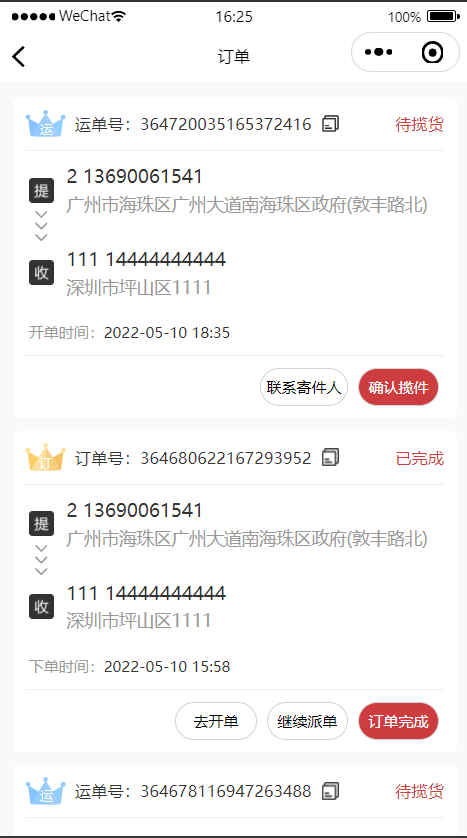 WeChat 16:25 100%
订单
运 运单号：364720035165372416 待揽货
提 2 13690061541
广州市海珠区广州大道南海珠区政府(敦丰路北)
收 111 14444444444
深圳市坪山区1111
开单时间：2022-05-10 18:35
联系寄件人 确认揽件
订 订单号：364680622167293952 已完成
提 2 13690061541
广州市海珠区广州大道南海珠区政府(敦丰路北)
收 111 14444444444
深圳市坪山区1111
下单时间：2022-05-10 15:58
去开单 继续派单 订单完成
运 运单号：364678116947263488 待揽货